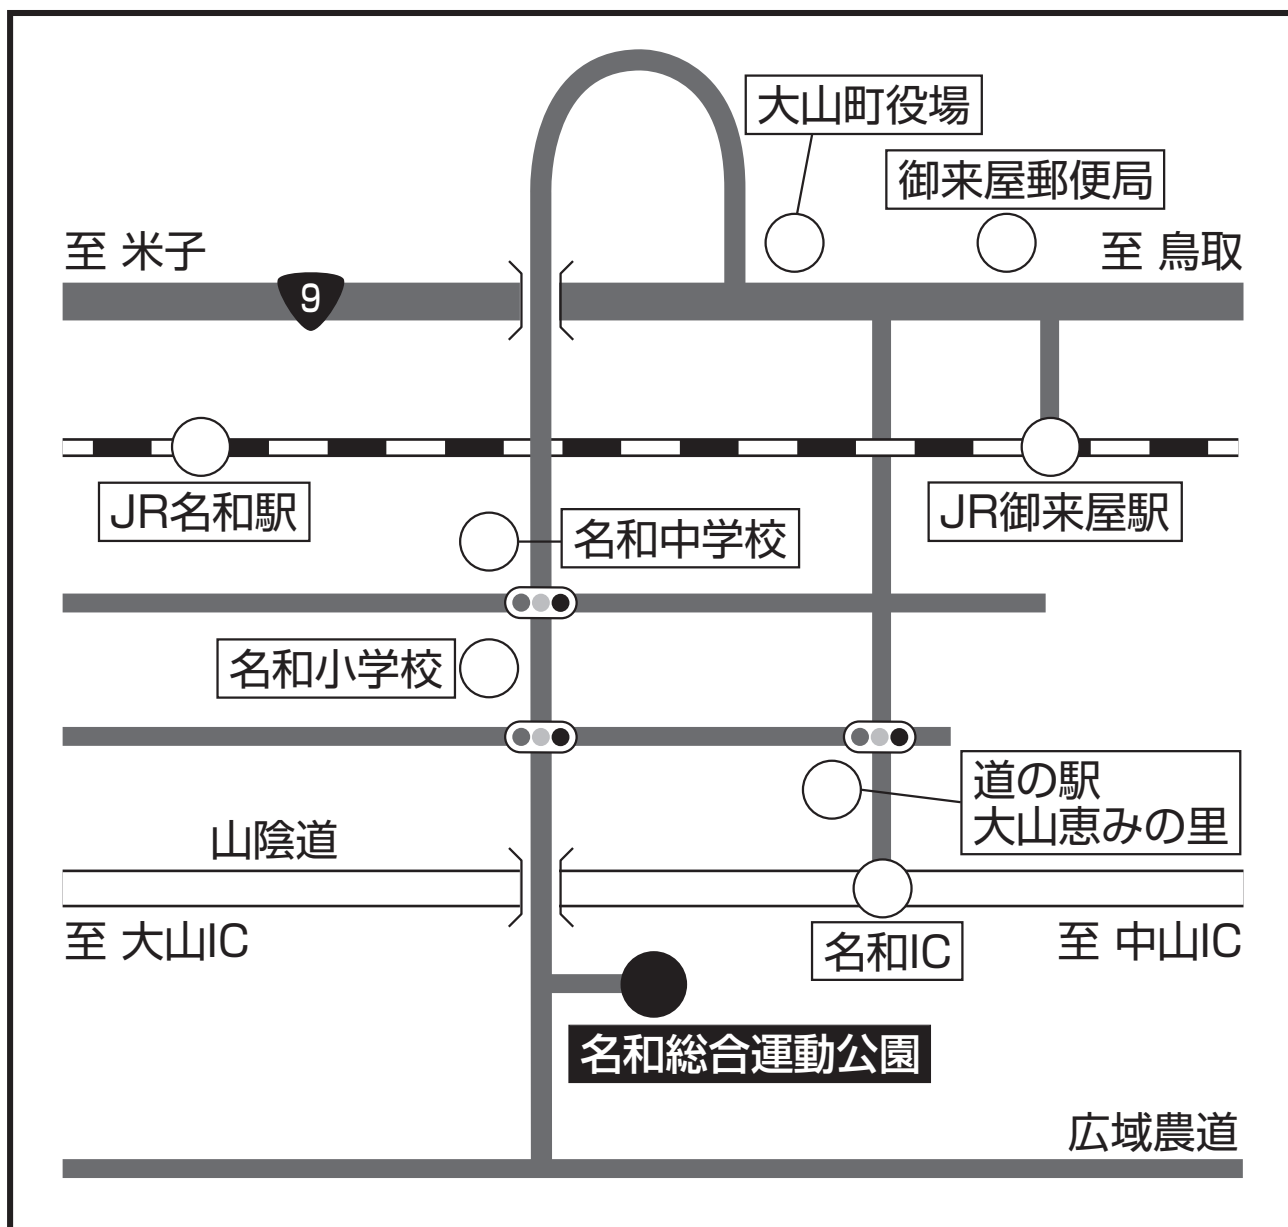 大山町役場
御来屋郵便局
至 米子
至 鳥取
9
JR名和駅
JR御来屋駅
名和中学校
名和小学校
道の駅
大山恵みの里
山陰道
至 大山IC
名和IC
至 中山IC
名和総合運動公園
広域農道